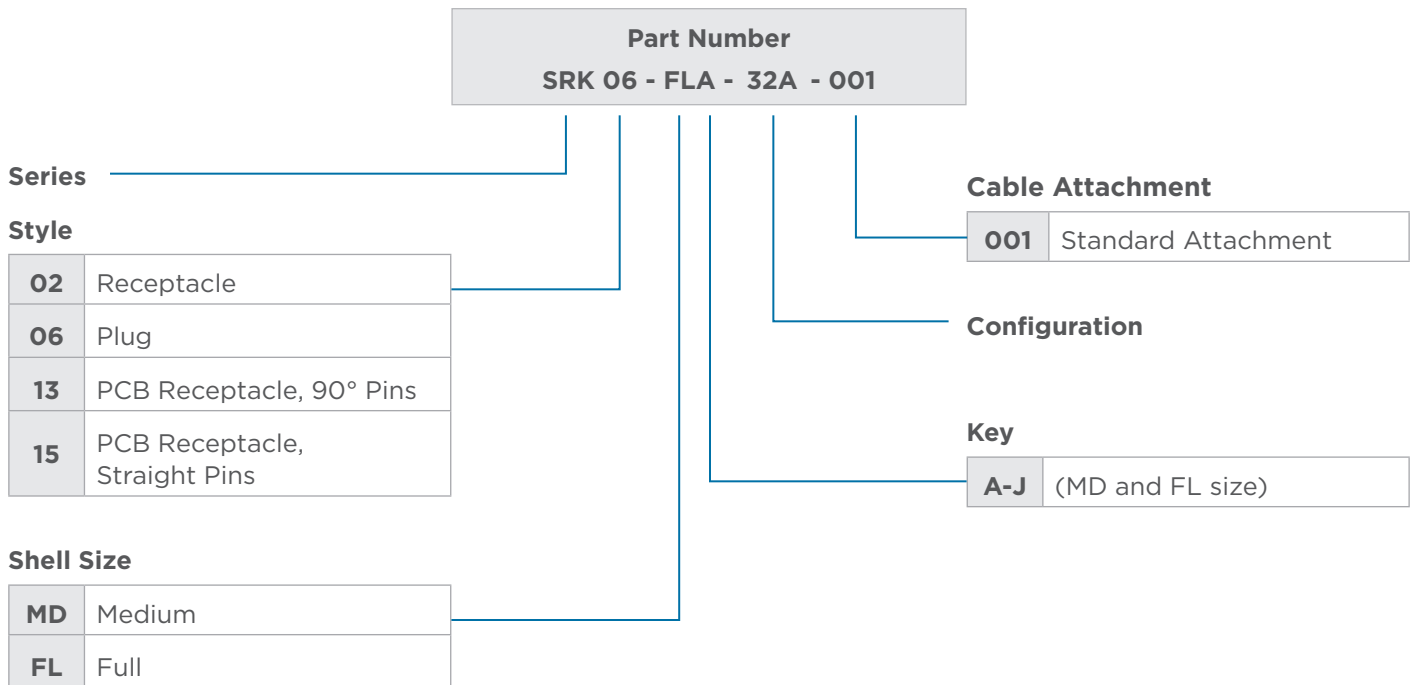 Part Number
SRK 06 - FLA - 32A - 001
Series
Style
02 Receptacle
06 Plug
13 PCB Receptacle, 90° Pins
15 PCB Receptacle,
Straight Pins
Shell Size
MD Medium
FL Full
Cable Attachment
001 Standard Attachment
Configuration
Key
A-J (MD and FL size)